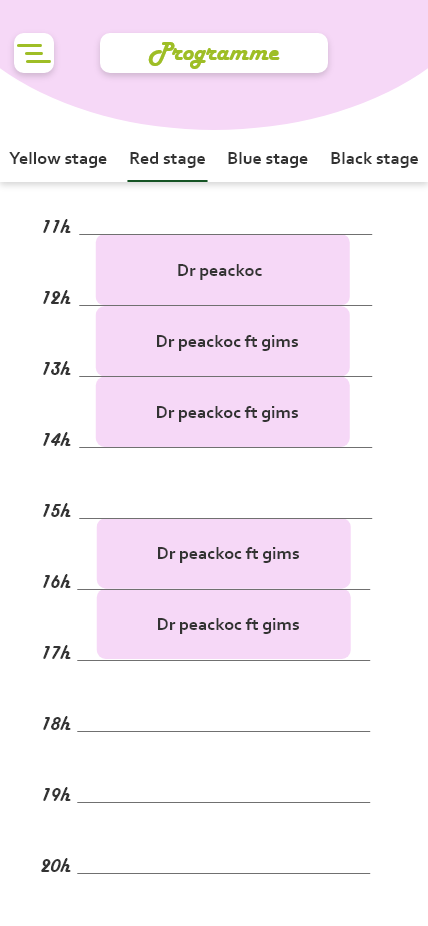 Programme
Yellow stage Red stage Blue stage Black stage
11h
Dr peackoc
12h
Dr peackoc ft gims
13h
Dr peackoc ft gims
14h
15h
Dr peackoc ft gims
16h
Dr peackoc ft gims
17h
18h
19h
20h